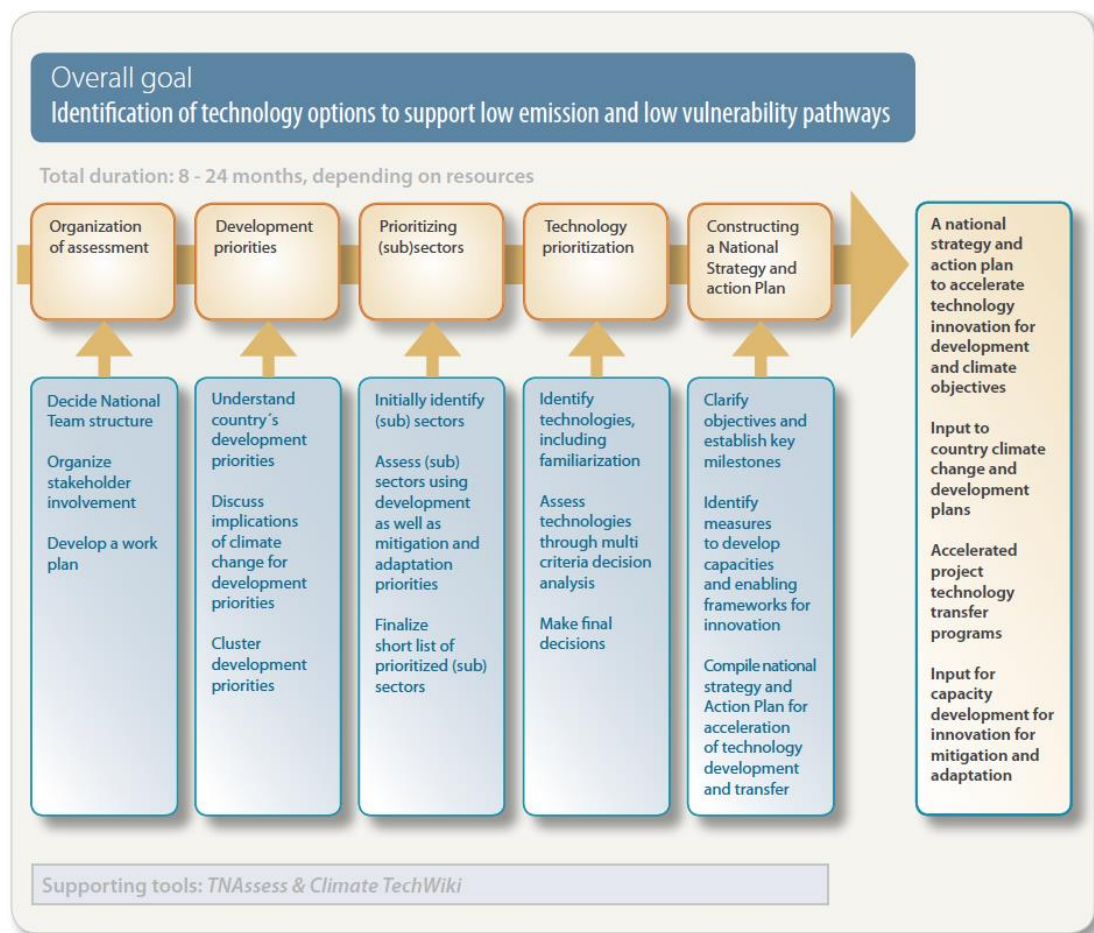 Overall goal
Identification of technology options to support low emission and low vulnerability pathways
Total duration: 8 - 24 months, depending on resources
Organization
of assessment
Development
priorities
Prioritizing
(sub)sectors
Technology
prioritization
Constructing
a National
Strategy and
action Plan
Decide National
Team structure
Organize
stakeholder
involvement
Develop a work
plan
Understand
country´s
development
priorities
Discuss
implications
of climate
change for
development
priorities
Cluster
development
priorities
Initially identify
(sub) sectors
Assess (sub)
sectors using
development
as well as
mitigation and
adaptation
priorities
Finalize
short list of
prioritized (sub)
sectors
Identify
technologies,
including
familiarization
Assess
technologies
through multi
criteria decision
analysis
Make final
decisions
Clarify
objectives and
establish key
milestones
Identify
measures
to develop
capacities
and enabling
frameworks for
innovation
Compile national
strategy and
Action Plan for
acceleration
of technology
development
and transfer
A national
strategy and
action plan
to accelerate
technology
innovation for
development
and climate
objectives
Input to
country climate
change and
development
plans
Accelerated
project
technology
transfer
programs
Input for
capacity
development for
innovation for
mitigation and
adaptation
Supporting tools: TNAssess & Climate TechWiki